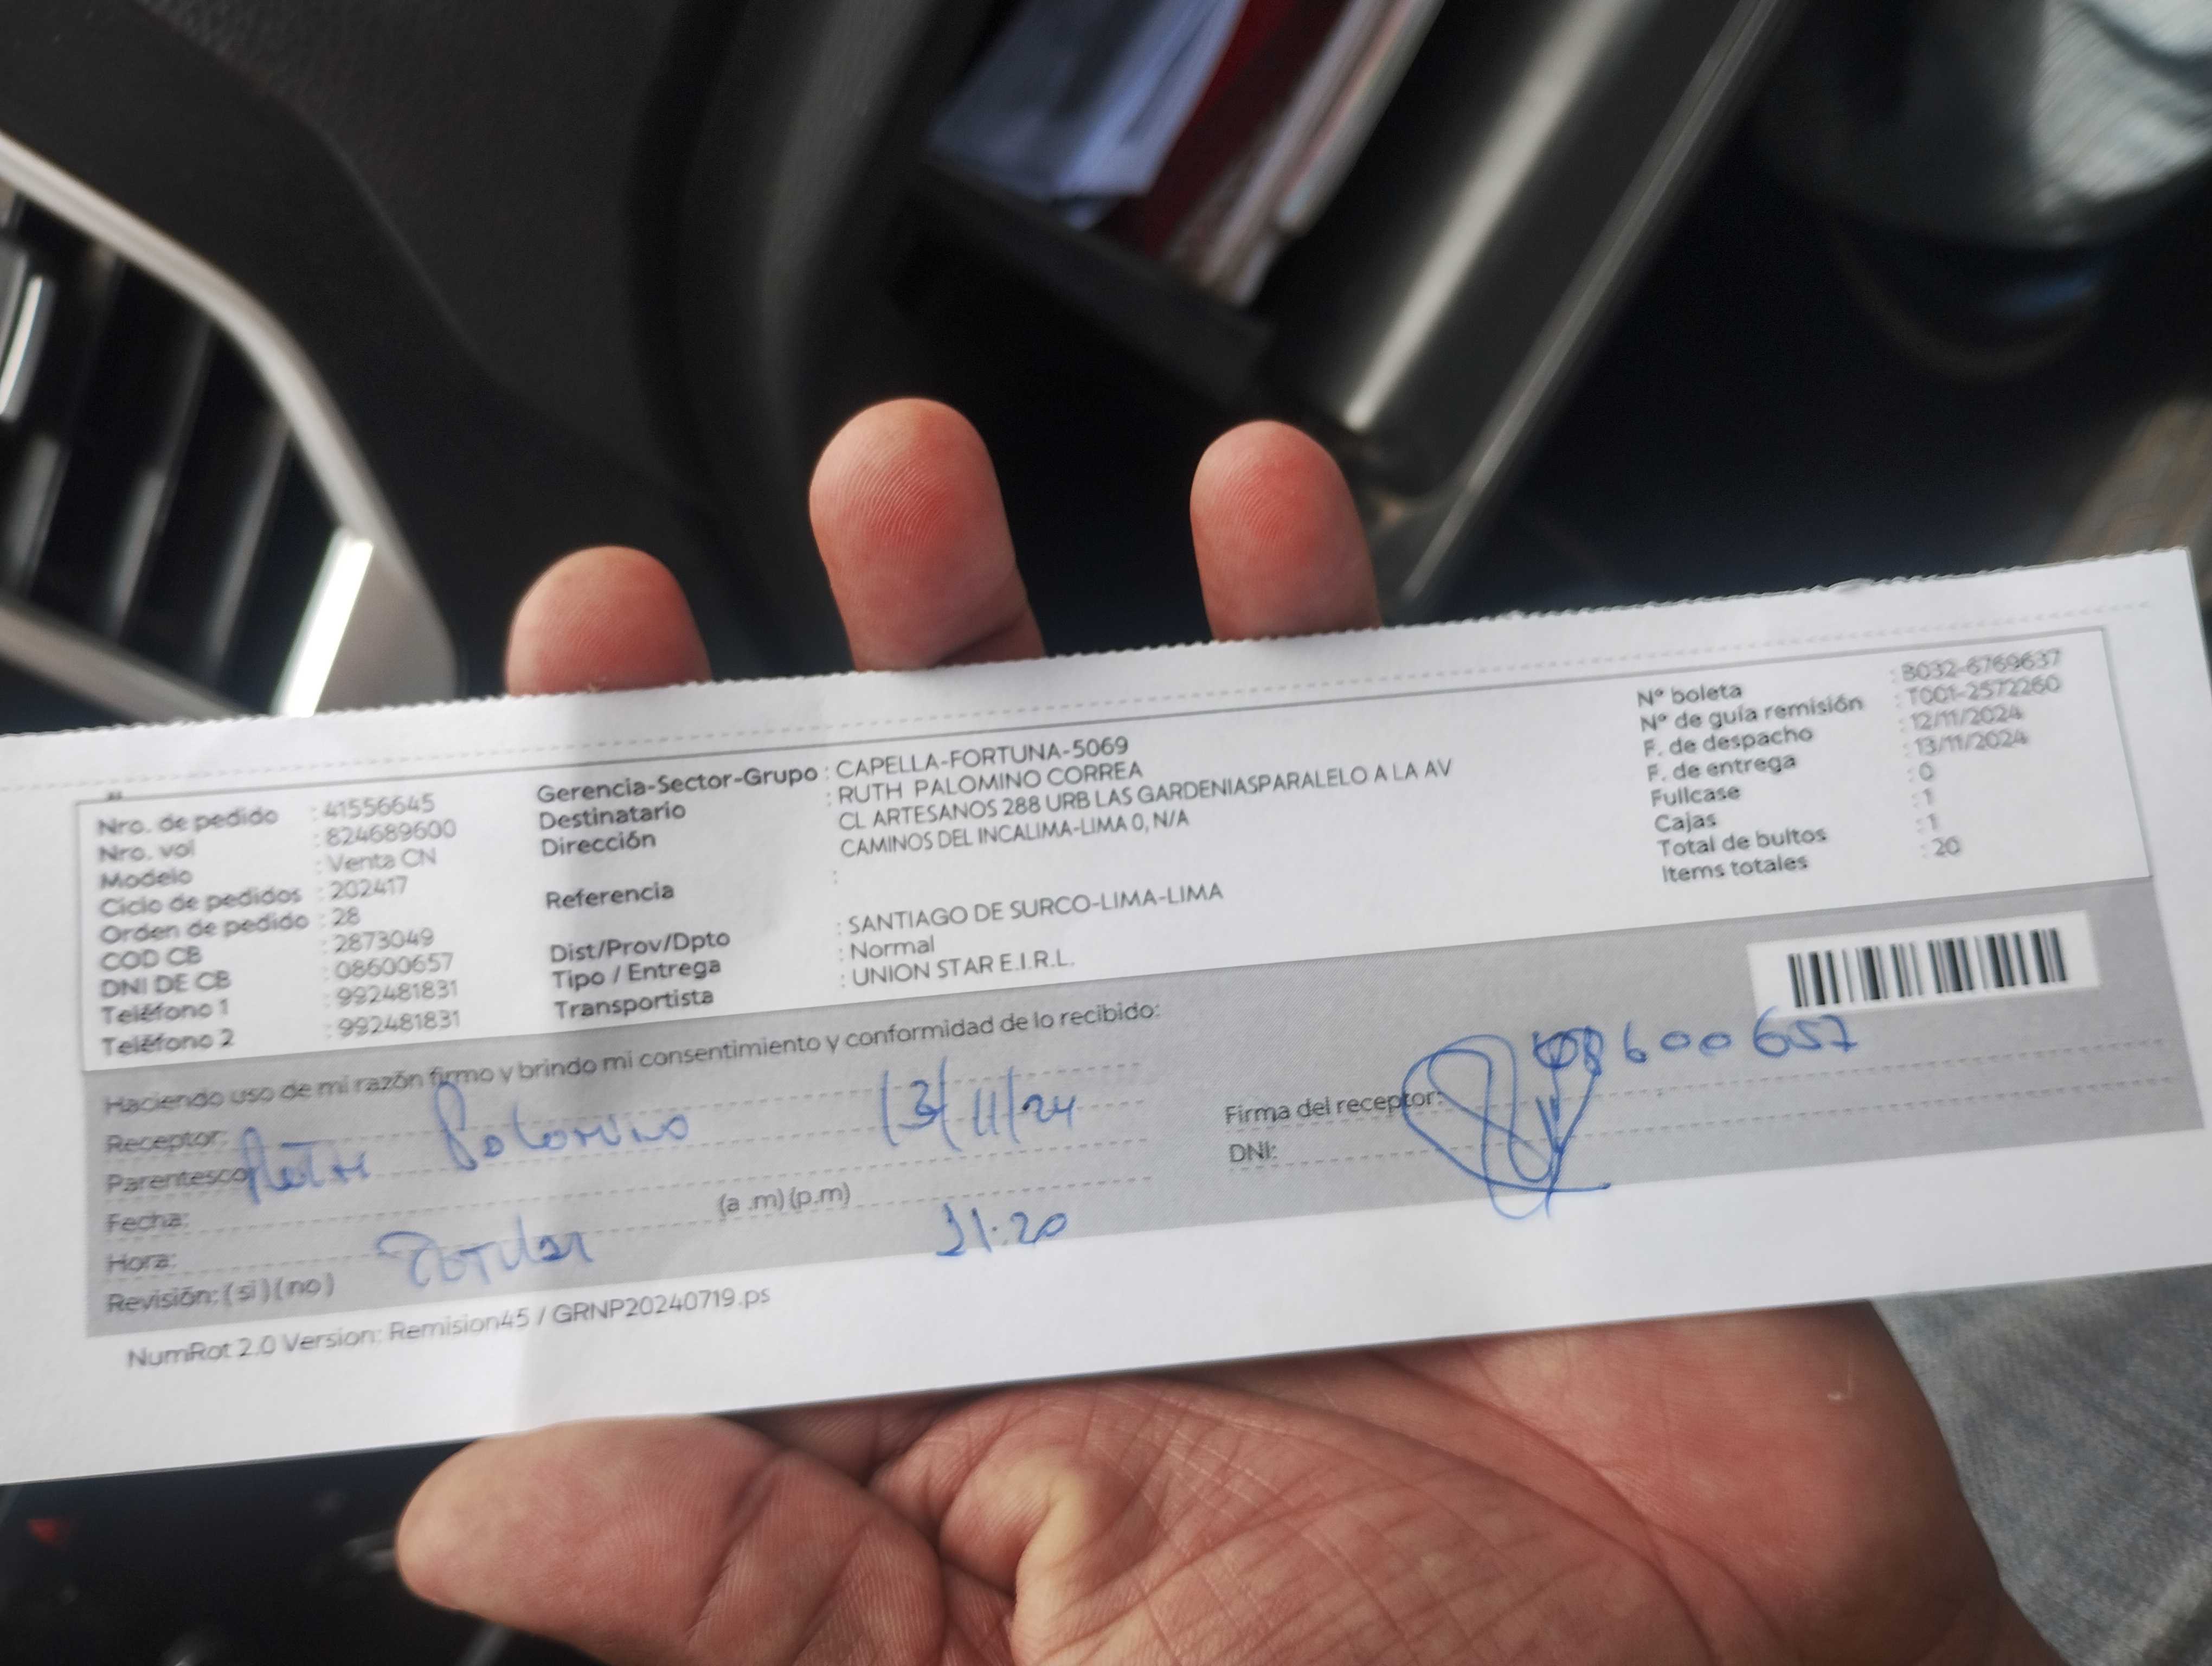 Nro. de pedido : 41556645
Nro. vol : 824689600
Modelo : Venta CN
Ciclo de pedidos : 202417
Orden de pedido : 28
COD CB : 2873049
DNI DE CB : 08600657
Teléfono 1 : 992481831
Teléfono 2 : 992481831
Gerencia-Sector-Grupo : CAPELLA-FORTUNA-5069
Destinatario : RUTH PALOMINO CORREA
Dirección CL ARTESANOS 288 URB LAS GARDENIASPARALELO A LA AV
CAMINOS DEL INCALIMA-LIMA 0, N/A
Referencia :
Dist/Prov/Dpto : SANTIAGO DE SURCO-LIMA-LIMA
Tipo / Entrega : Normal
Transportista : UNION STAR E.I.R.L.
Nº boleta : B032-6769637
Nº de guía remisión : T001-2572260
F. de despacho : 12/11/2024
F. de entrega : 13/11/2024
Fullcase : 0
Cajas : 1
Total de bultos : 1
Items totales : 20
Haciendo uso de mi razón firmo y brindo mi consentimiento y conformidad de lo recibido:
Receptor: Palomino 13/11/24
Parentesco:
Fecha:
Hora: (a .m) (p.m) 11:20
Revisión: ( si ) ( no ) Titular
Firma del receptor: 08600657
DNI:
NumRot 2.0 Version: Remision45 / GRNP20240719.ps